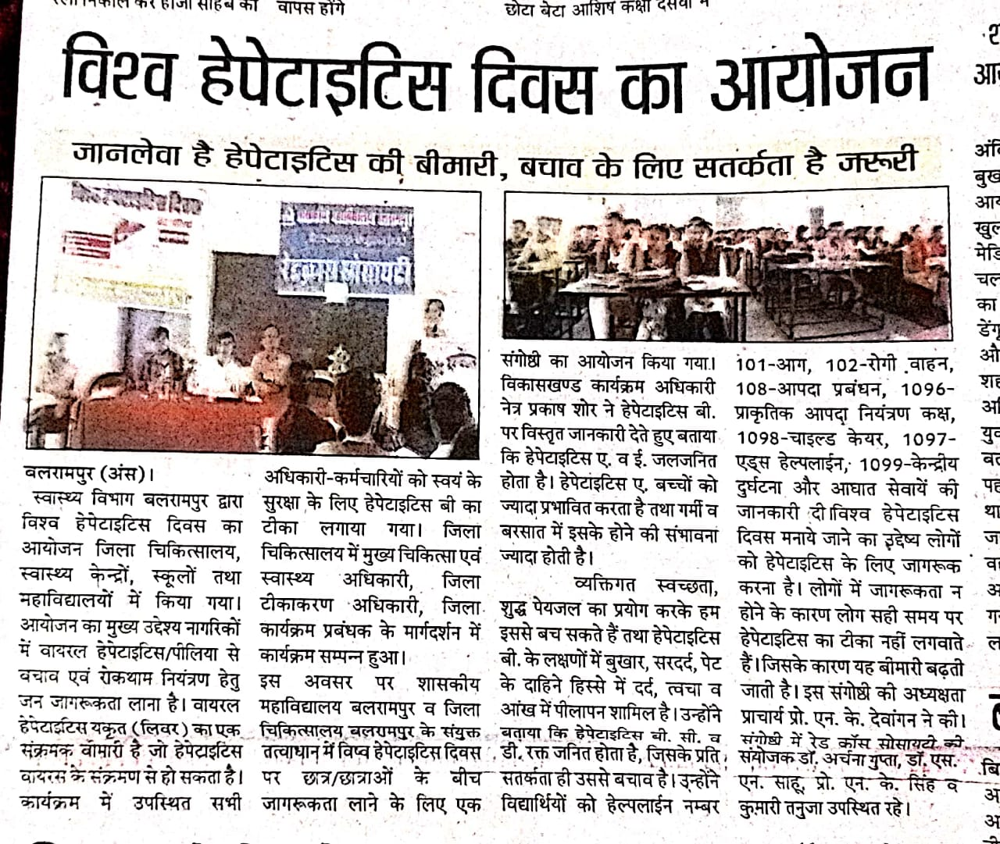 वापस होंगे
छोटा बेटा आशिष कक्षा दसवी म
विश्व हेपेटाइटिस दिवस का आयोजन
जानलेवा है हेपेटाइटिस की बीमारी, बचाव के लिए सतर्कता है जरूरी
रेडक्रास सोसायटी
बलरामपुर (अंस)।
स्वास्थ्य विभाग बलरामपुर द्वारा
विश्व हेपेटाइटिस दिवस का
आयोजन जिला चिकित्सालय,
स्वास्थ्य केन्द्रों, स्कूलों तथा
महाविद्यालयों में किया गया।
आयोजन का मुख्य उद्देश्य नागरिकों
में वायरल हेपेटाइटिस/पीलिया से
बचाव एवं रोकथाम नियंत्रण हेतु
जन जागरूकता लाना है। वायरल
हेपेटाइटिस यकृत (लिवर) का एक
संक्रमक बीमारी है जो हेपेटाइटिस
वायरस के संक्रमण से हो सकता है।
कार्यक्रम में उपस्थित सभी
अधिकारी-कर्मचारियों को स्वयं के
सुरक्षा के लिए हेपेटाइटिस बी का
टीका लगाया गया। जिला
चिकित्सालय में मुख्य चिकित्सा एवं
स्वास्थ्य अधिकारी, जिला
टीकाकरण अधिकारी, जिला
कार्यक्रम प्रबंधक के मार्गदर्शन में
कार्यक्रम सम्पन्न हुआ।
इस अवसर पर शासकीय
महाविद्यालय बलरामपुर व जिला
चिकित्सालय बलरामपुर के संयुक्त
तत्वाधान में विष्व हेपेटाइटिस दिवस
पर छात्र/छात्राओं के बीच
जागरूकता लाने के लिए एक
संगोष्ठी का आयोजन किया गया।
विकासखण्ड कार्यक्रम अधिकारी
नेत्र प्रकाष शोर ने हेपेटाइटिस बी.
पर विस्तृत जानकारी देते हुए बताया
कि हेपेटाइटिस ए. व ई. जलजनित
होता है। हेपेटांइटिस ए. बच्चों को
ज्यादा प्रभावित करता है तथा गर्मी व
बरसात में इसके होने की संभावना
ज्यादा होती है।
व्यक्तिगत स्वच्छता,
शुद्ध पेयजल का प्रयोग करके हम
इससे बच सकते हैं तथा हेपेटाइटिस
बी. के लक्षणों में बुखार, सरदर्द, पेट
के दाहिने हिस्से में दर्द, त्वचा व
आंख में पीलापन शामिल है। उन्होंने
बताया कि हेपेटाइटिस बी. सी. व
डी. रक्त जनित होता है, जिसके प्रति
सतर्कता ही उससे बचाव है। उन्होंने
विद्यार्थियों को हेल्पलाईन नम्बर
101-आग, 102-रोगी वाहन,
108-आपदा प्रबंधन, 1096-
प्राकृतिक आपदा नियंत्रण कक्ष,
1098-चाइल्ड केयर, 1097-
एड्स हेल्पलाईन, 1099-केन्द्रीय
दुर्घटना और आघात सेवायें की
जानकारी दी।विश्व हेपेटाइटिस
दिवस मनाये जाने का उद्देष्य लोगों
को हेपेटाइटिस के लिए जागरूक
करना है। लोगों में जागरूकता न
होने के कारण लोग सही समय पर
हेपेटाइटिस का टीका नहीं लगवाते
हैं। जिसके कारण यह बीमारी बढ़ती
जाती है। इस संगोष्ठी की अध्यक्षता
प्राचार्य प्रो. एन. के. देवांगन ने की।
संगोष्ठी में रेड कॉस सोसायटी की
संयोजक डॉ. अर्चना गुप्ता, डॉ. एस.
एन. साहू, प्रो. एन. के. सिंह व
कुमारी तनुजा उपस्थित रहे।